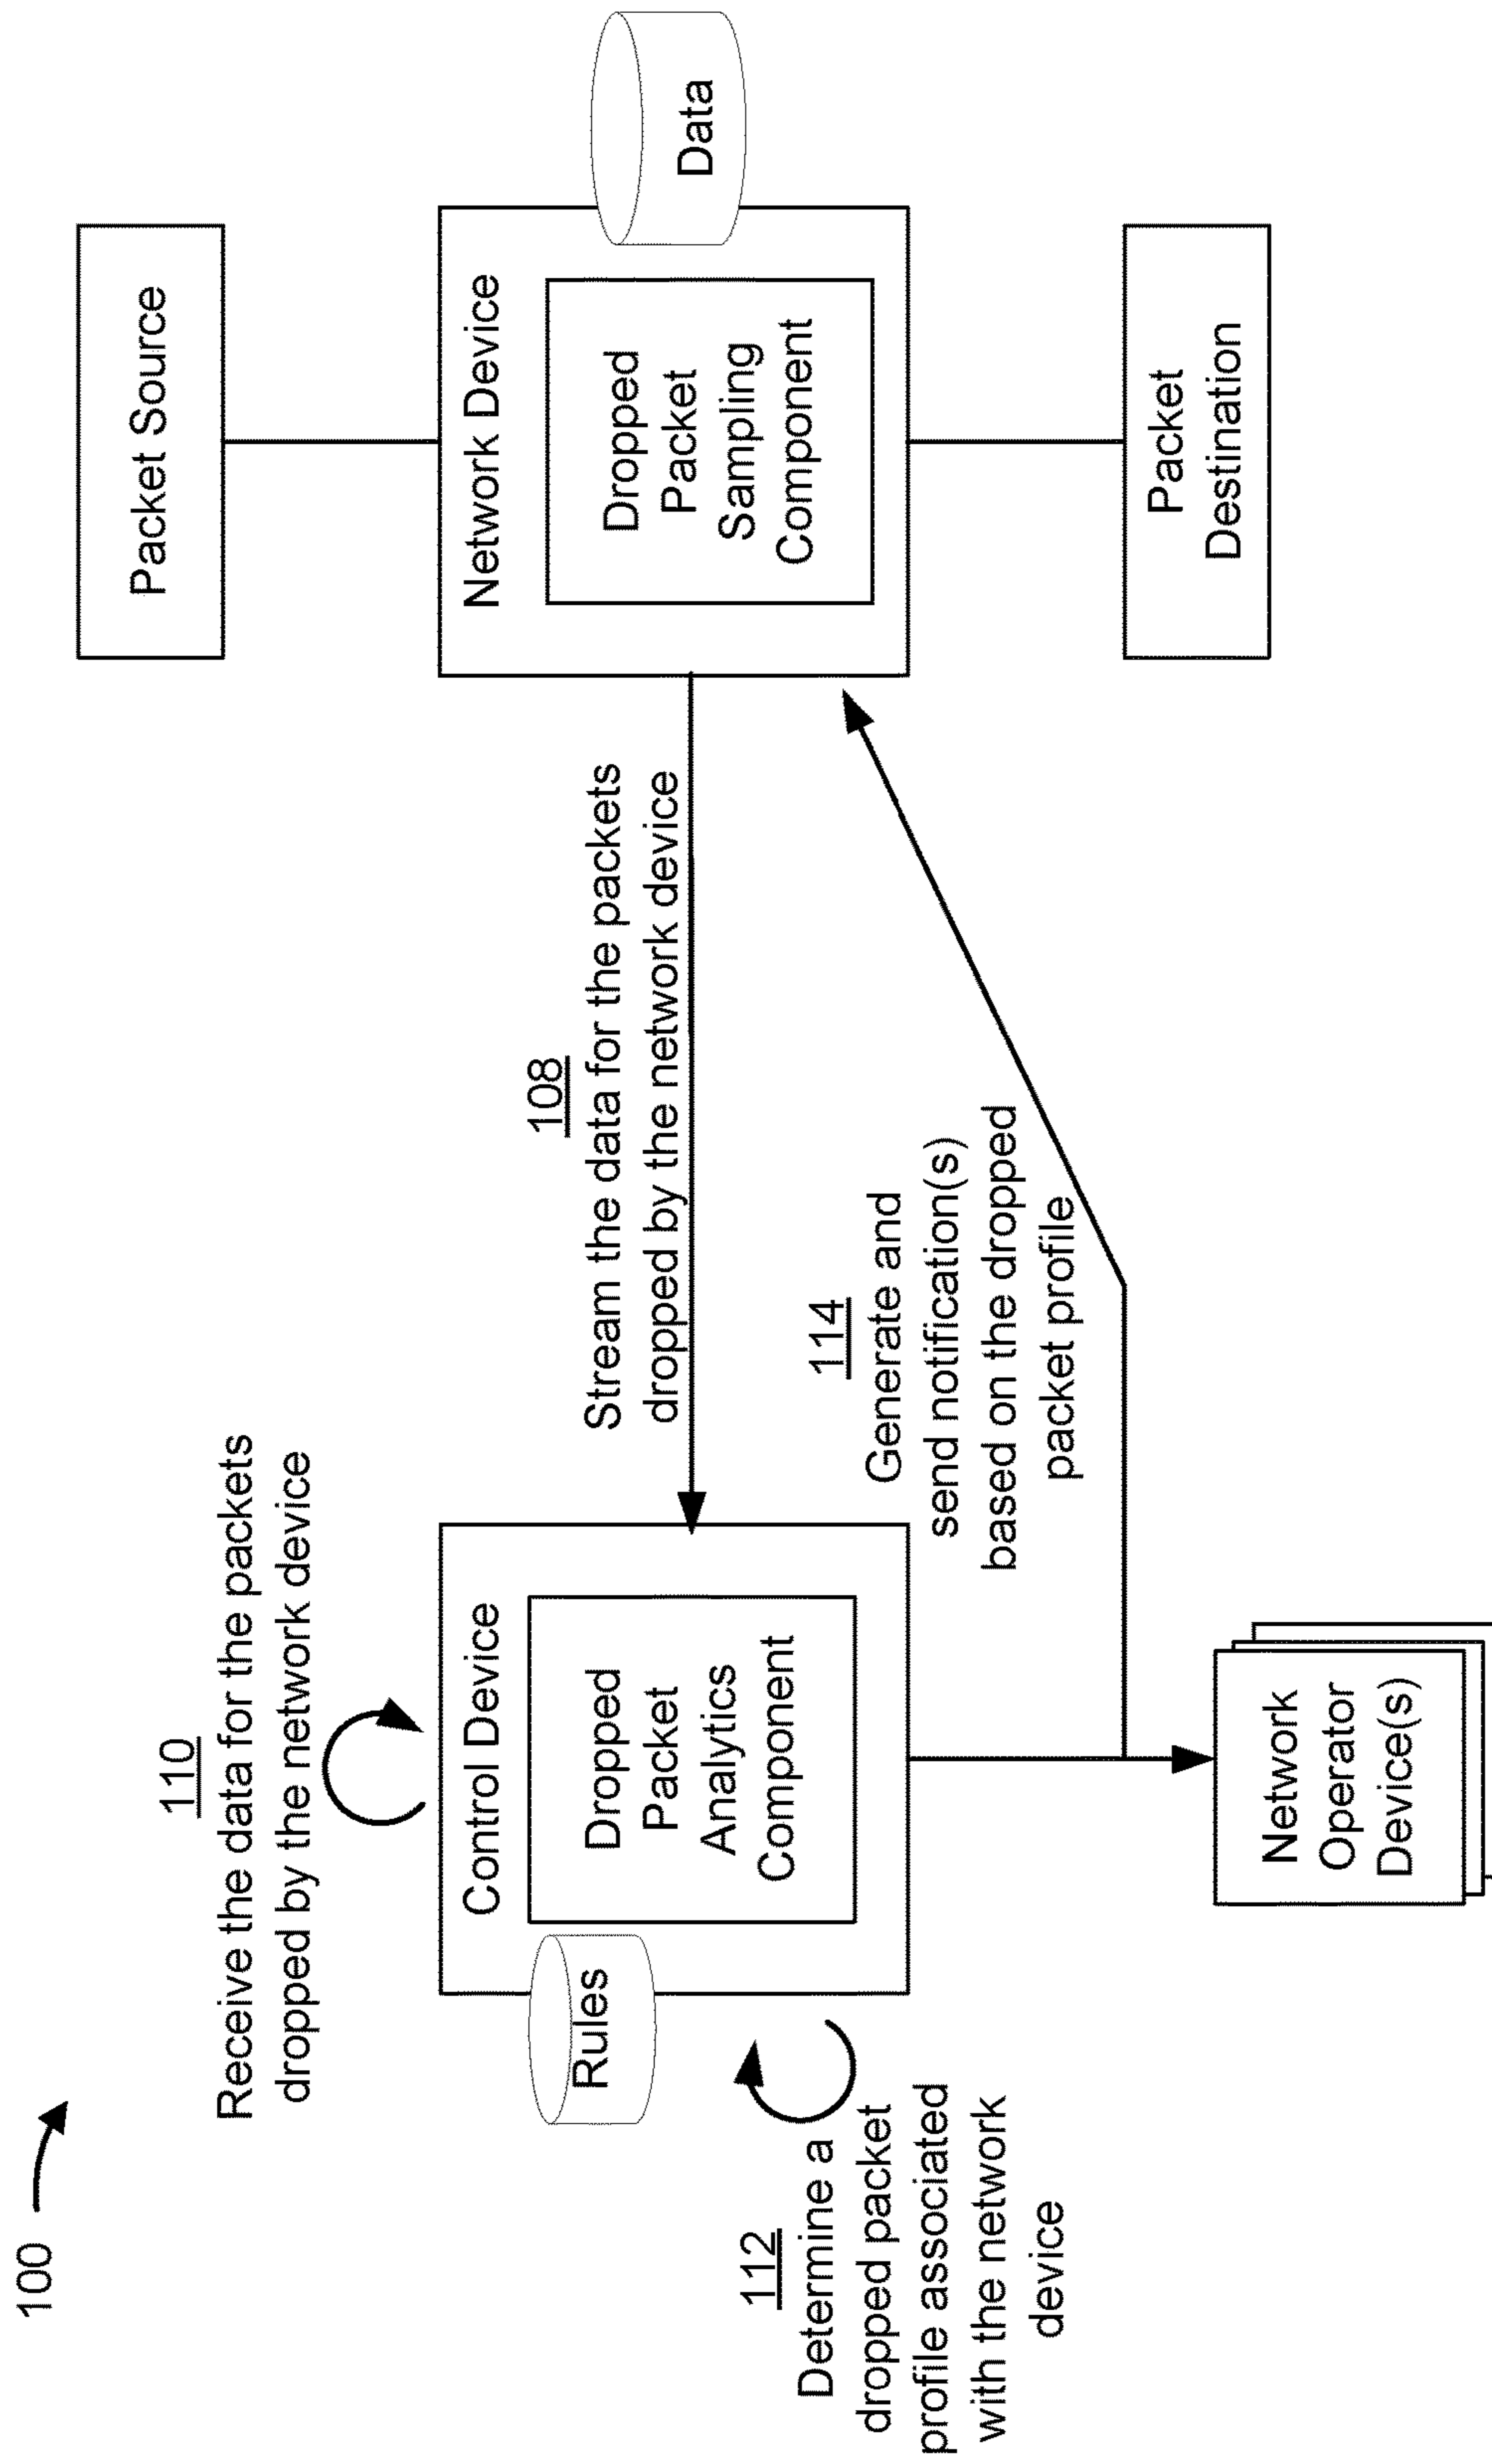 100
110
Receive the data for the packets
dropped by the network device
Rules
Control Device
Dropped
Packet
Analytics
Component
112
Determine a
dropped packet
profile associated
with the network
device
108
Stream the data for the packets
dropped by the network device
114
Generate and
send notification(s)
based on the dropped
packet profile
Network
Operator
Device(s)
Packet Source
Network Device
Dropped
Packet
Sampling
Component
Data
Packet
Destination